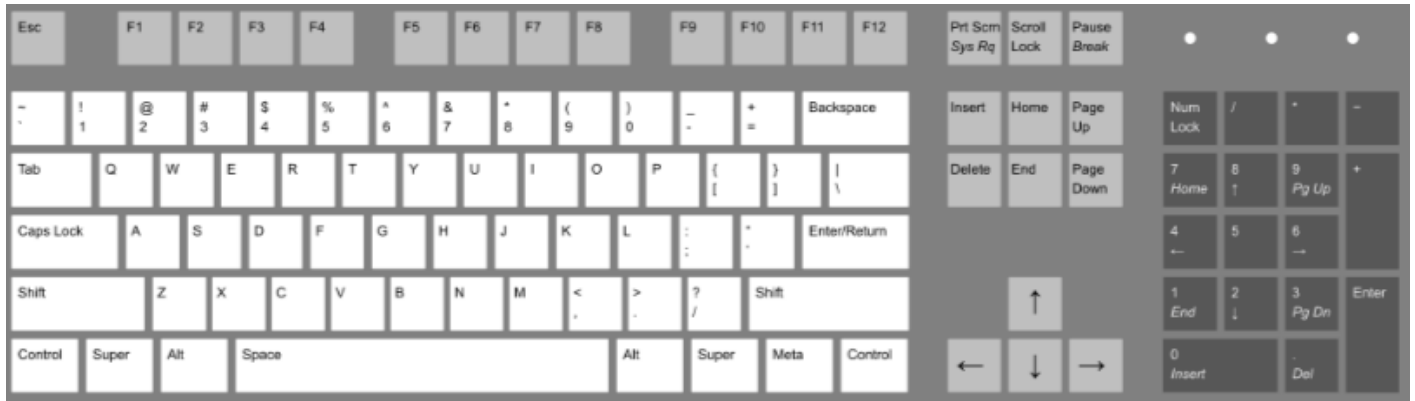 Esc F1 F2 F3 F4 F5 F6 F7 F8 F9 F10 F11 F12 Prt Scrn Scroll Pause
Sys Rq Lock Break
~ ! @ # $ % ^ & * ( ) _ + Backspace Insert Home Page Num / * −
` 1 2 3 4 5 6 7 8 9 0 - = Up Lock
Tab Q W E R T Y U I O P { } | Delete End Page 7 8 9 +
[ ] \ Down Home ↑ Pg Up
Caps Lock A S D F G H J K L : " Enter/Return 4 5 6
; ' ← →
Shift Z X C V B N M < > ? Shift ↑ 1 2 3 Enter
, . / End ↓ Pg Dn
Control Super Alt Space Alt Super Meta Control ← ↓ → 0 .
Insert Del